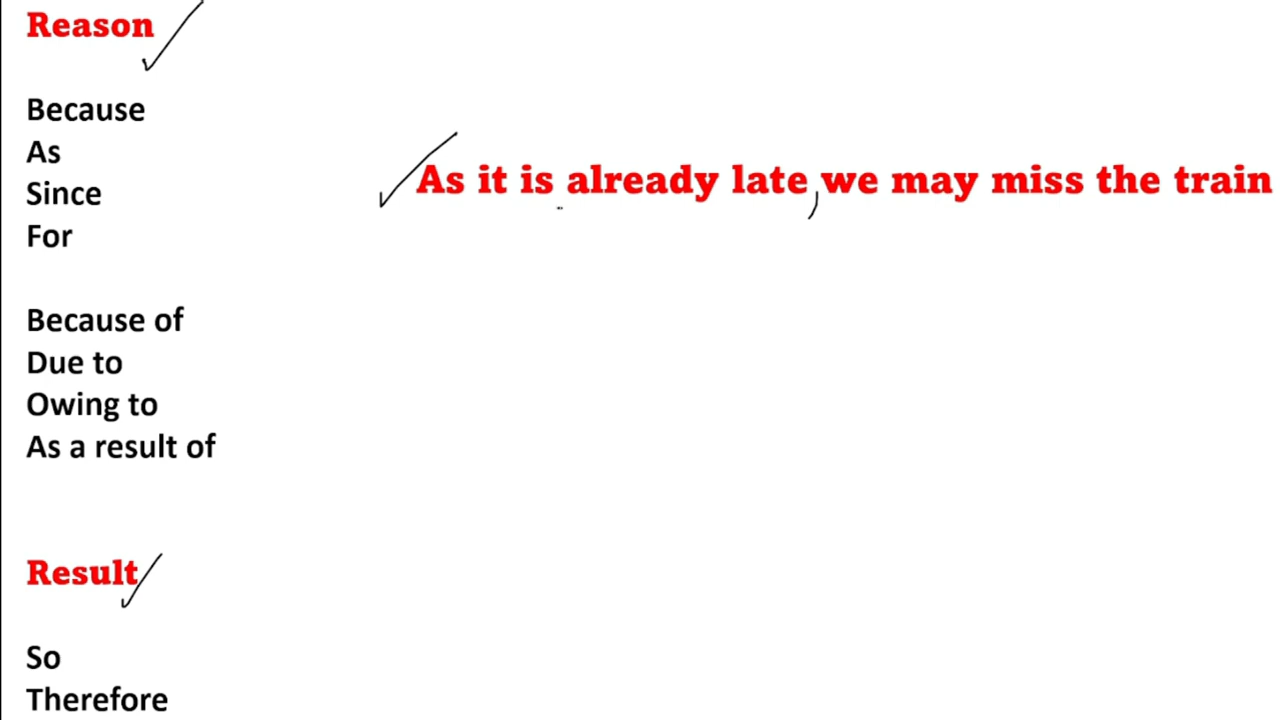 Reason
Because
As
Since
For
As it is already late, we may miss the train
Because of
Due to
Owing to
As a result of
Result
So
Therefore